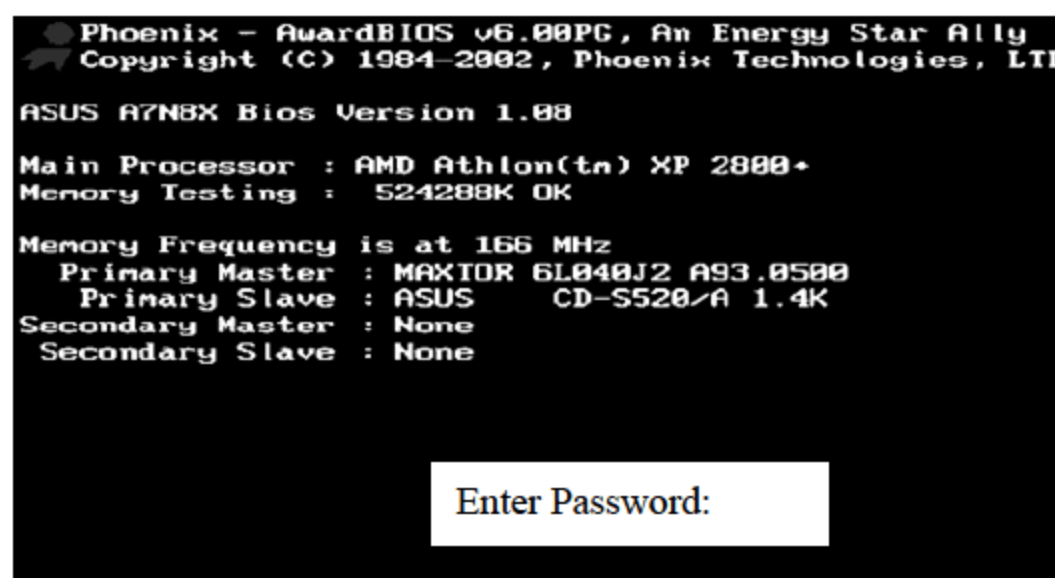 Phoenix - AwardBIOS v6.00PG, An Energy Star Ally
Copyright (C) 1984-2002, Phoenix Technologies, LTD
ASUS A7N8X Bios Version 1.08
Main Processor : AMD Athlon(tm) XP 2800+
Memory Testing : 524288K OK
Memory Frequency is at 166 MHz
Primary Master : MAXTOR 6L040J2 A93.0500
Primary Slave : ASUS CD-S520/A 1.4K
Secondary Master : None
Secondary Slave : None
Enter Password: